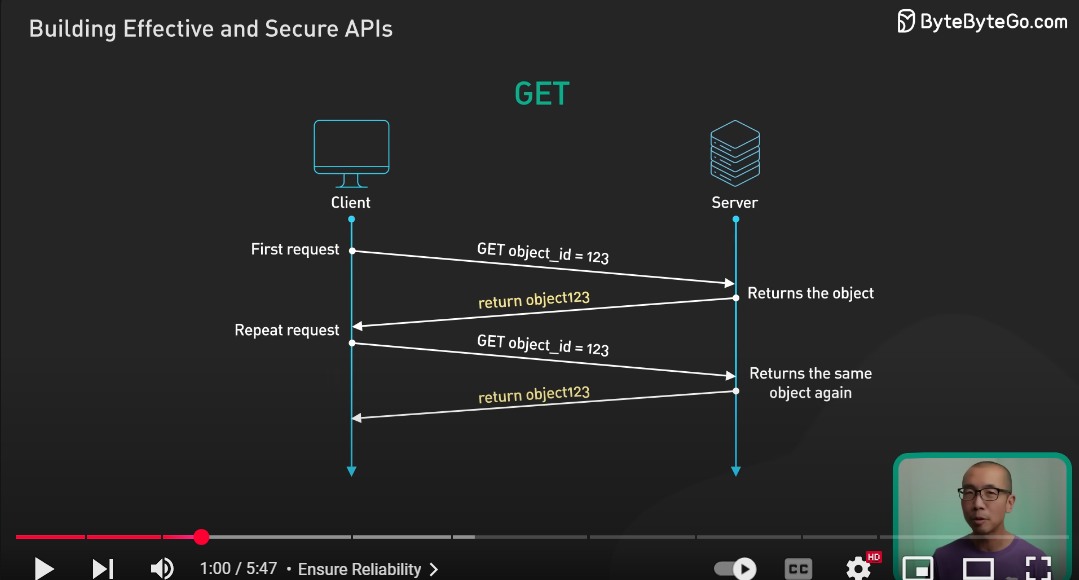 Building Effective and Secure APIs
ByteByteGo.com
GET
Client
Server
First request
GET object_id = 123
Returns the object
return object123
Repeat request
GET object_id = 123
Returns the same
object again
return object123
1:00 / 5:47 • Ensure Reliability >
CC
HD